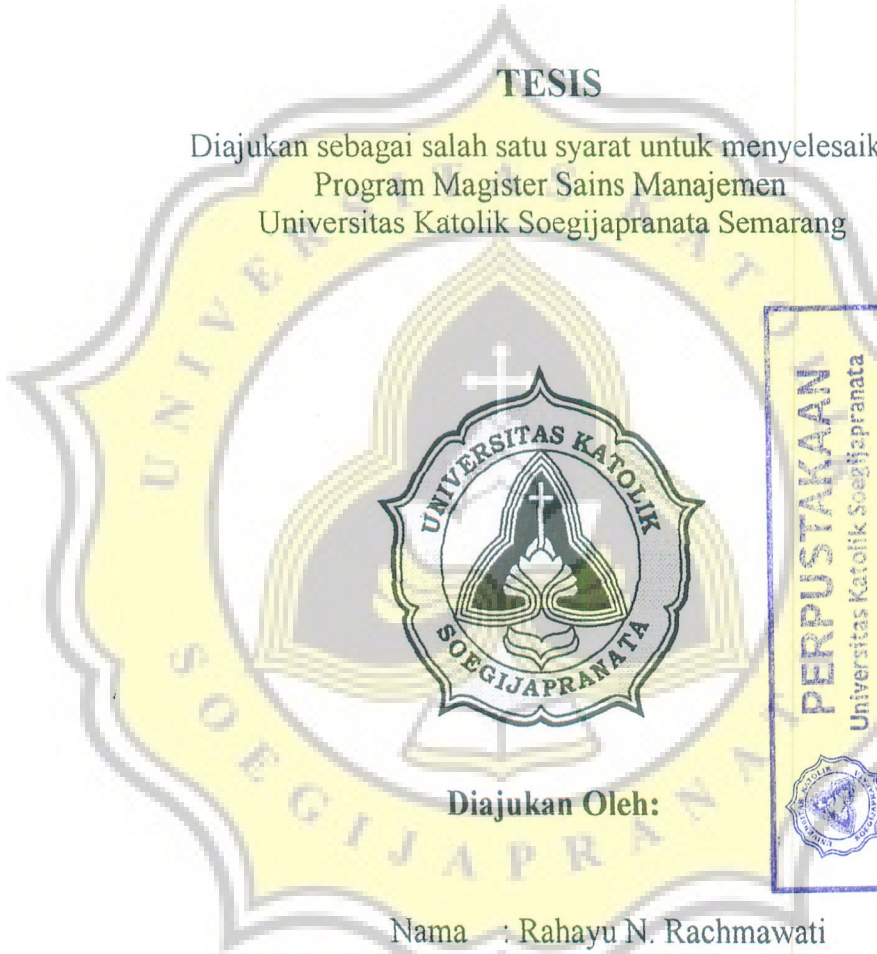 TESIS
Diajukan sebagai salah satu syarat untuk menyelesaik
Program Magister Sains Manajemen
Universitas Katolik Soegijapranata Semarang
UNIVERSITAS KATOLIK
SOEGIJAPRANATA
PERPUSTAKAAN
Universitas Katolik Soegijapranata
Diajukan Oleh:
Nama : Rahayu N. Rachmawati